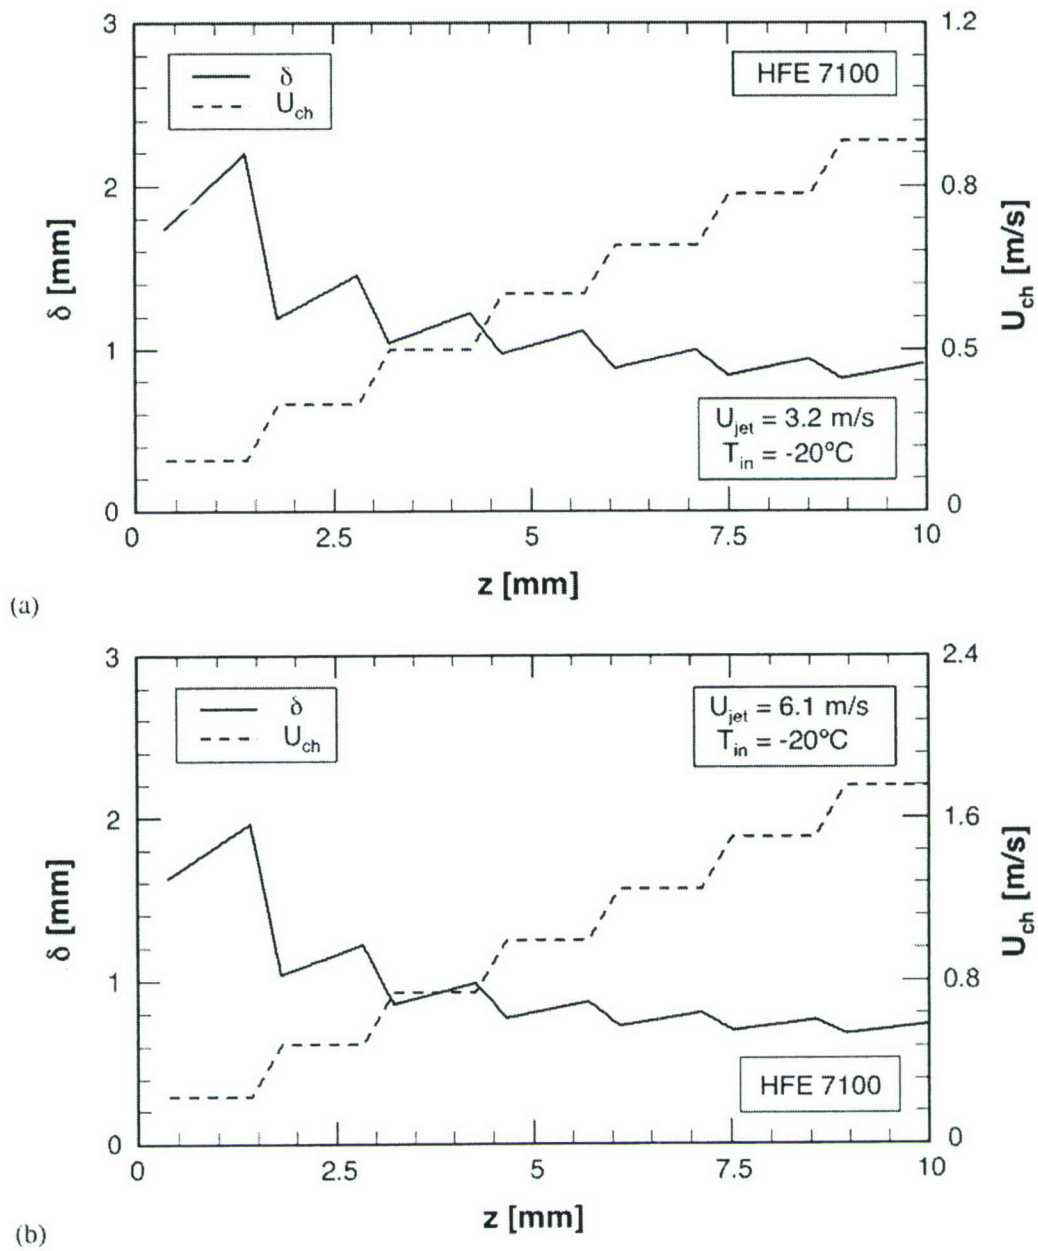 3
1.2
δ
HFE 7100
U_ch
2
0.8
δ [mm]
U_ch [m/s]
1
0.5
U_jet = 3.2 m/s
T_in = -20°C
0
0
0
2.5
5
7.5
10
z [mm]
(a)
3
2.4
δ
U_jet = 6.1 m/s
U_ch
T_in = -20°C
2
1.6
δ [mm]
U_ch [m/s]
1
0.8
HFE 7100
0
0
0
2.5
5
7.5
10
z [mm]
(b)